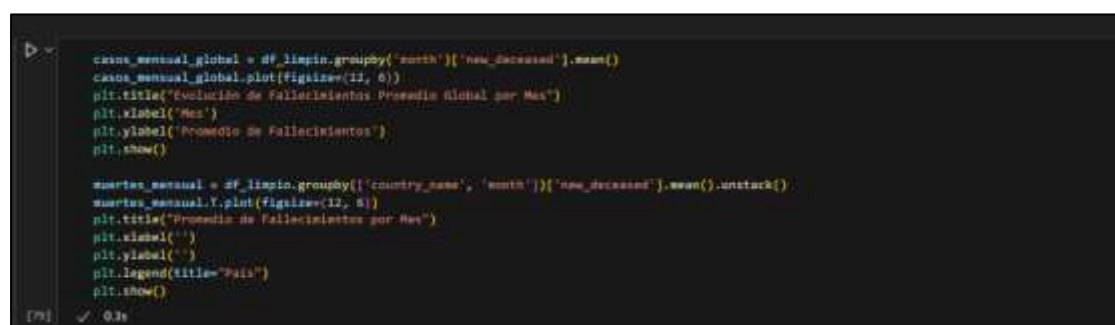 casos_mensual_global = df_limpio.groupby('month')['new_deceased'].mean()
casos_mensual_global.plot(figsize=(12, 6))
plt.title("Evolución de Fallecimientos Promedio Global por Mes")
plt.xlabel('Mes')
plt.ylabel('Promedio de Fallecimientos')
plt.show()
muertes_mensual = df_limpio.groupby(['country_name', 'month'])['new_deceased'].mean().unstack()
muertes_mensual.T.plot(figsize=(12, 6))
plt.title("Promedio de Fallecimientos por Mes")
plt.xlabel('')
plt.ylabel('')
plt.legend(title="País")
plt.show()
[79] ✓ 0.3s